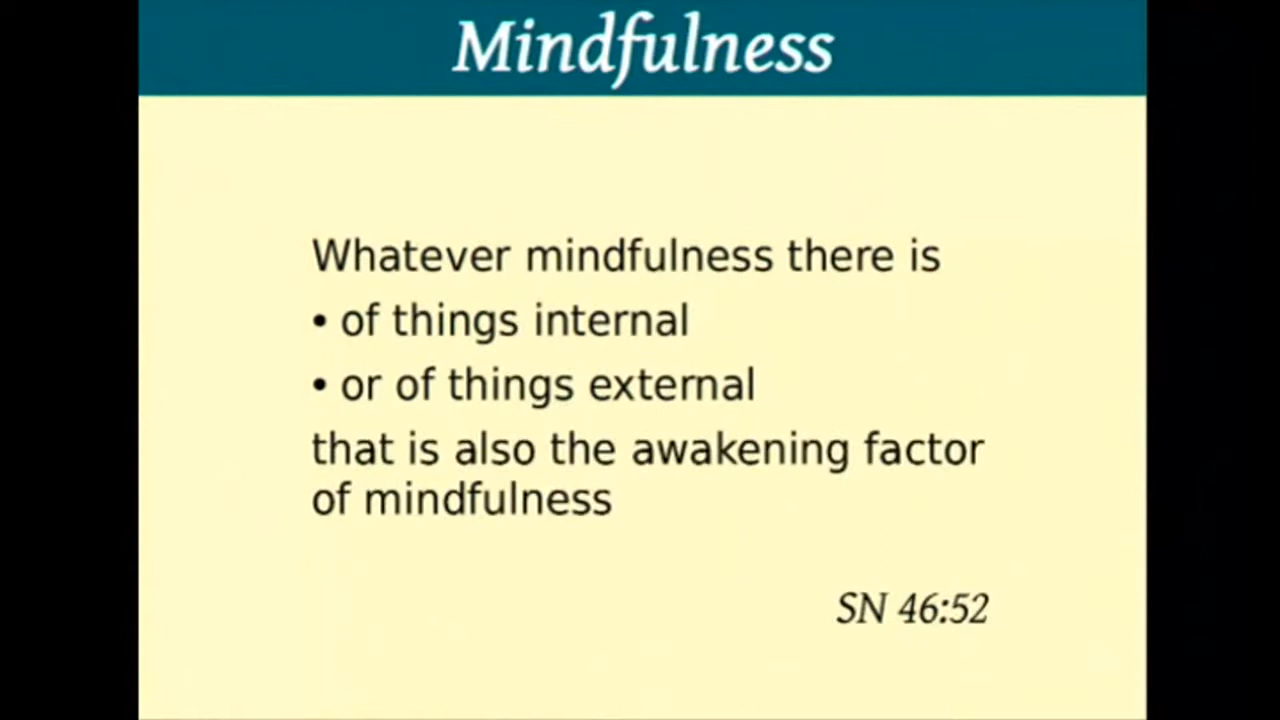 Mindfulness
Whatever mindfulness there is
• of things internal
• or of things external
that is also the awakening factor
of mindfulness
SN 46:52